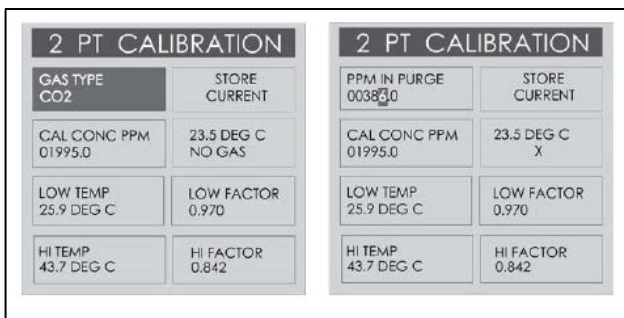 2 PT CALIBRATION
GAS TYPE
CO2
STORE
CURRENT
CAL CONC PPM
01995.0
23.5 DEG C
NO GAS
LOW TEMP
25.9 DEG C
LOW FACTOR
0.970
HI TEMP
43.7 DEG C
HI FACTOR
0.842
2 PT CALIBRATION
PPM IN PURGE
00386.0
STORE
CURRENT
CAL CONC PPM
01995.0
23.5 DEG C
X
LOW TEMP
25.9 DEG C
LOW FACTOR
0.970
HI TEMP
43.7 DEG C
HI FACTOR
0.842